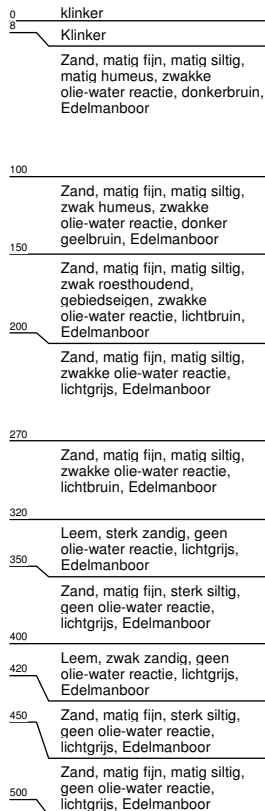 0
klinker
8
Klinker
Zand, matig fijn, matig siltig,
matig humeus, zwakke
olie-water reactie, donkerbruin,
Edelmanboor
100
Zand, matig fijn, matig siltig,
zwak humeus, zwakke
olie-water reactie, donker
geelbruin, Edelmanboor
150
Zand, matig fijn, matig siltig,
zwak roesthoudend,
gebiedseigen, zwakke
olie-water reactie, lichtbruin,
Edelmanboor
200
Zand, matig fijn, matig siltig,
zwakke olie-water reactie,
lichtgrijs, Edelmanboor
270
Zand, matig fijn, matig siltig,
zwakke olie-water reactie,
lichtbruin, Edelmanboor
320
Leem, sterk zandig, geen
olie-water reactie, lichtgrijs,
Edelmanboor
350
Zand, matig fijn, sterk siltig,
geen olie-water reactie,
lichtgrijs, Edelmanboor
400
Leem, zwak zandig, geen
olie-water reactie, lichtgrijs,
Edelmanboor
420
Zand, matig fijn, sterk siltig,
geen olie-water reactie,
lichtgrijs, Edelmanboor
450
Zand, matig fijn, matig siltig,
geen olie-water reactie,
lichtgrijs, Edelmanboor
500